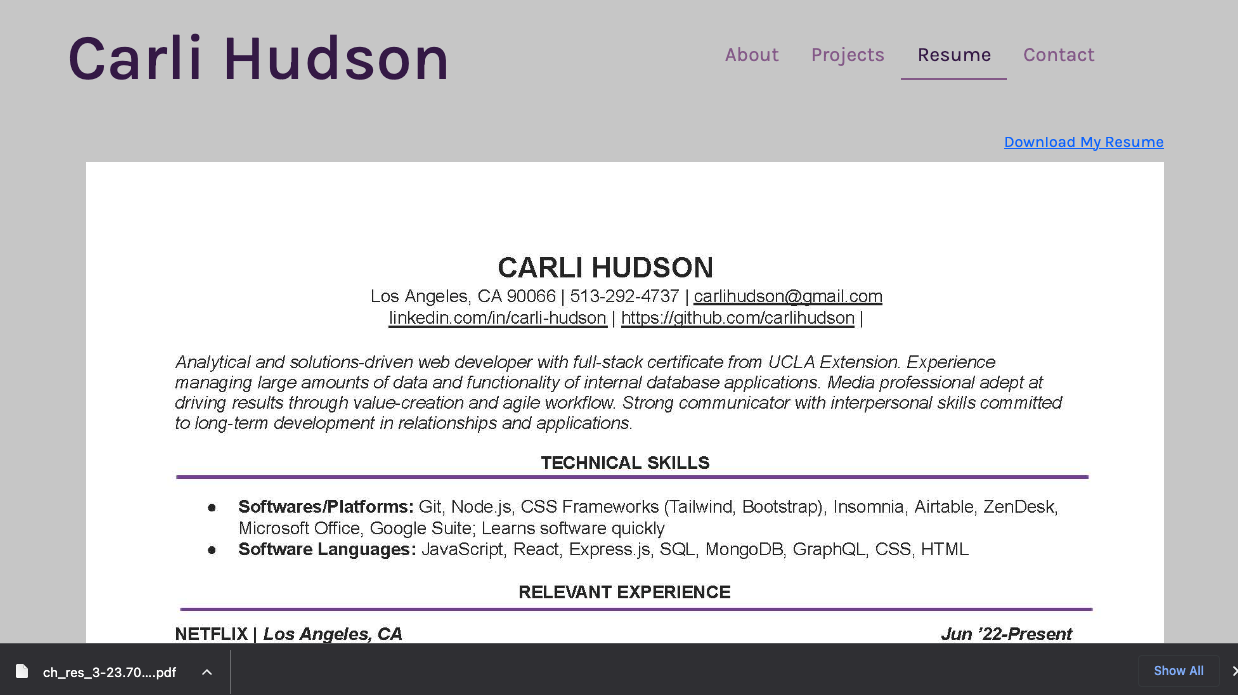 Carli Hudson
About Projects Resume Contact
Download My Resume
CARLI HUDSON
Los Angeles, CA 90066 | 513-292-4737 | carlihudson@gmail.com
linkedin.com/in/carli-hudson | https://github.com/carlihudson |
Analytical and solutions-driven web developer with full-stack certificate from UCLA Extension. Experience
managing large amounts of data and functionality of internal database applications. Media professional adept at
driving results through value-creation and agile workflow. Strong communicator with interpersonal skills committed
to long-term development in relationships and applications.
TECHNICAL SKILLS
● Softwares/Platforms: Git, Node.js, CSS Frameworks (Tailwind, Bootstrap), Insomnia, Airtable, ZenDesk,
Microsoft Office, Google Suite; Learns software quickly
● Software Languages: JavaScript, React, Express.js, SQL, MongoDB, GraphQL, CSS, HTML
RELEVANT EXPERIENCE
NETFLIX | Los Angeles, CA Jun ’22-Present
ch_res_3-23.70....pdf Show All